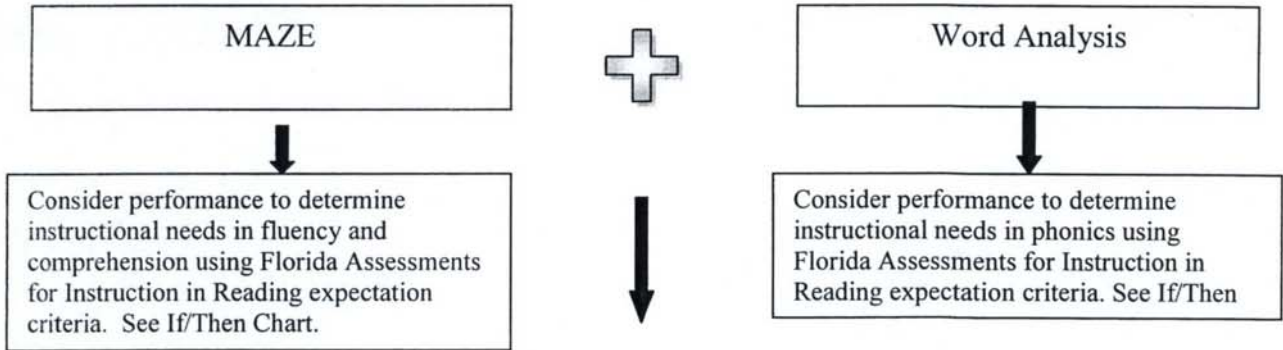 MAZE
Word Analysis
Consider performance to determine
instructional needs in fluency and
comprehension using Florida Assessments
for Instruction in Reading expectation
criteria. See If/Then Chart.
Consider performance to determine
instructional needs in phonics using
Florida Assessments for Instruction in
Reading expectation criteria. See If/Then